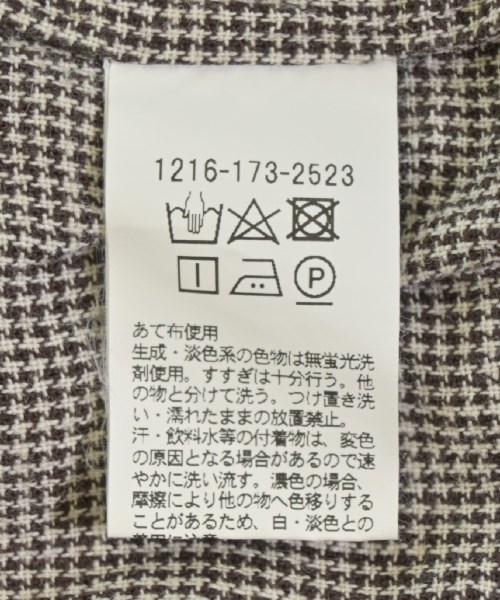 1216-173-2523
P
あて布使用
生成・淡色系の色物は無蛍光洗
剤使用。すすぎは十分行う。他
の物と分けて洗う。つけ置き洗
い・濡れたままの放置禁止。
汗・飲料水等の付着物は、変色
の原因となる場合があるので速
やかに洗い流す。濃色の場合、
摩擦により他の物へ色移りする
ことがあるため、白・淡色との